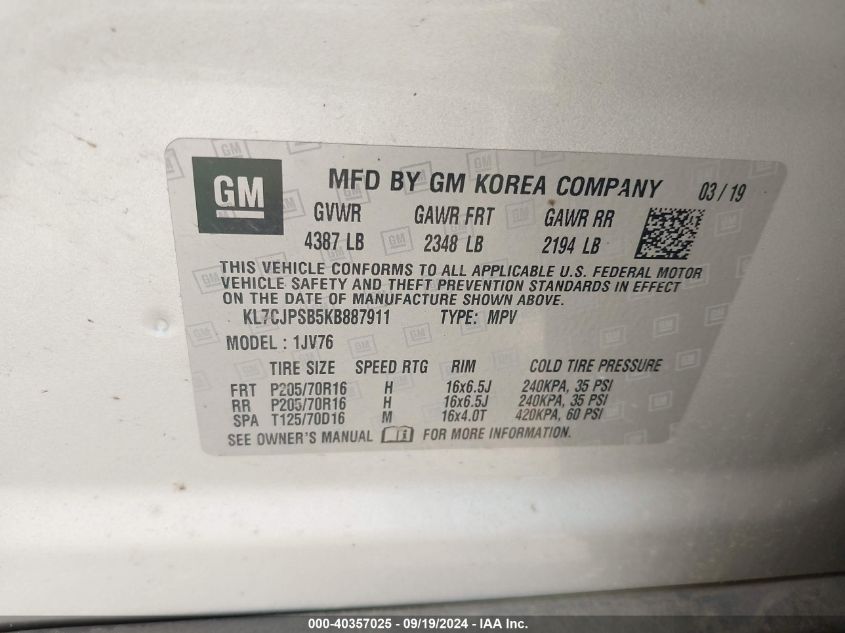 GM
MFD BY GM KOREA COMPANY 03/19
GVWR GAWR FRT GAWR RR
4387 LB 2348 LB 2194 LB
THIS VEHICLE CONFORMS TO ALL APPLICABLE U.S. FEDERAL MOTOR
VEHICLE SAFETY AND THEFT PREVENTION STANDARDS IN EFFECT
ON THE DATE OF MANUFACTURE SHOWN ABOVE.
KL7CJPSB5KB887911 TYPE: MPV
MODEL : 1JV76
TIRE SIZE SPEED RTG RIM COLD TIRE PRESSURE
FRT P205/70R16 H 16x6.5J 240KPA, 35 PSI
RR P205/70R16 H 16x6.5J 240KPA, 35 PSI
SPA T125/70D16 M 16x4.0T 420KPA, 60 PSI
SEE OWNER'S MANUAL FOR MORE INFORMATION.
000-40357025 - 09/19/2024 - IAA Inc.